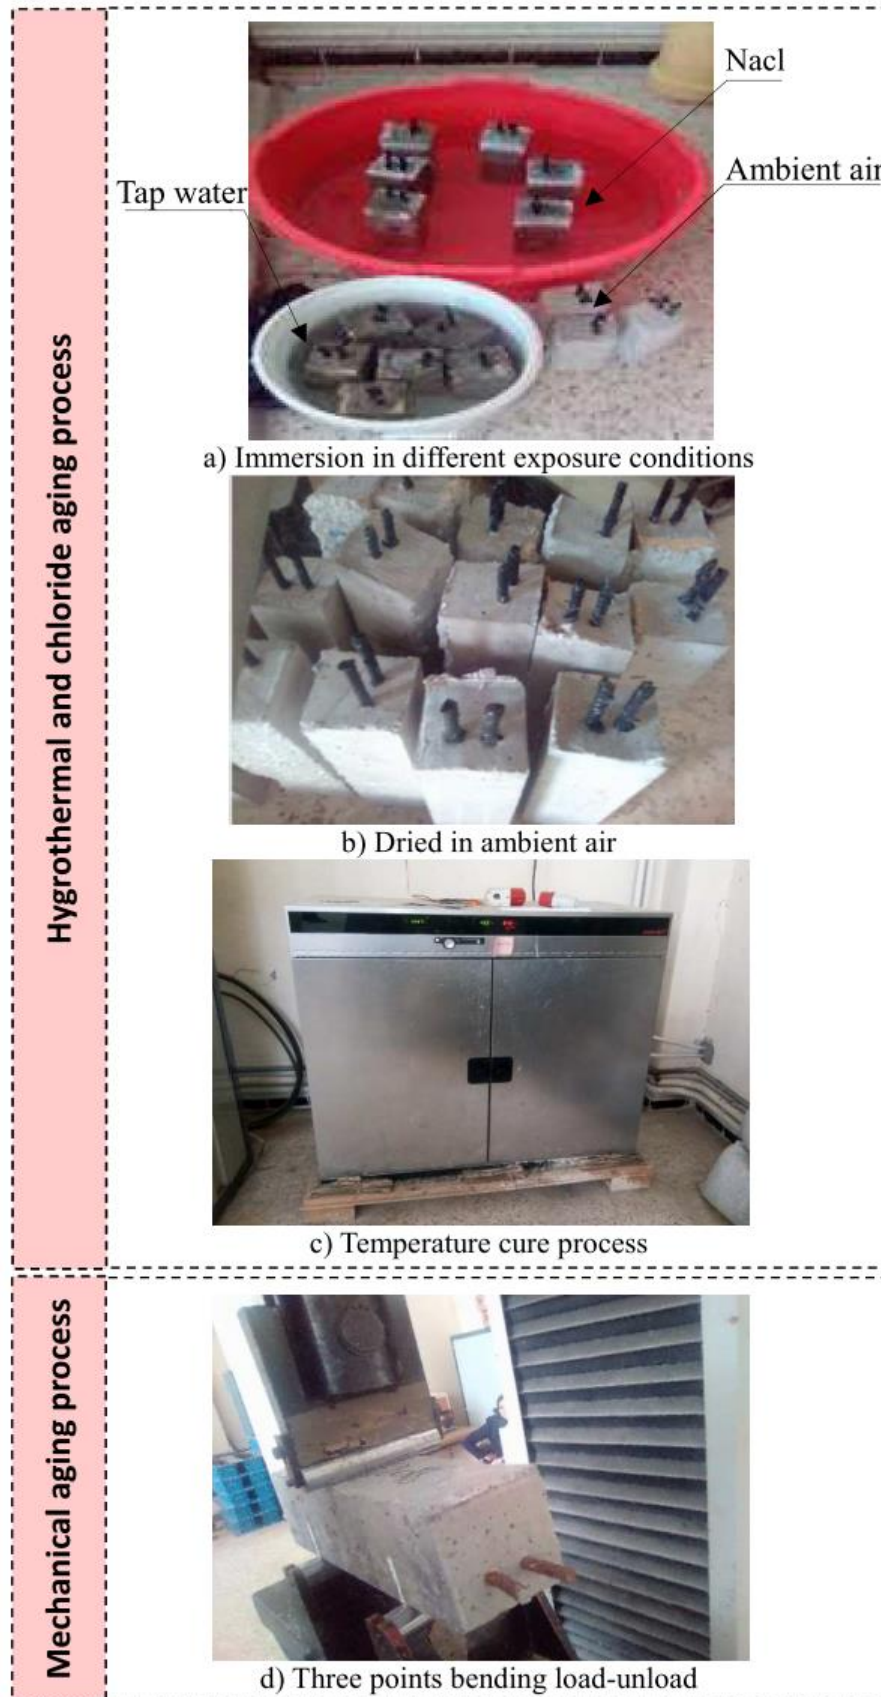 Hygrothermal and chloride aging process
Nacl
Ambient air
Tap water
a) Immersion in different exposure conditions
b) Dried in ambient air
c) Temperature cure process
Mechanical aging process
d) Three points bending load-unload